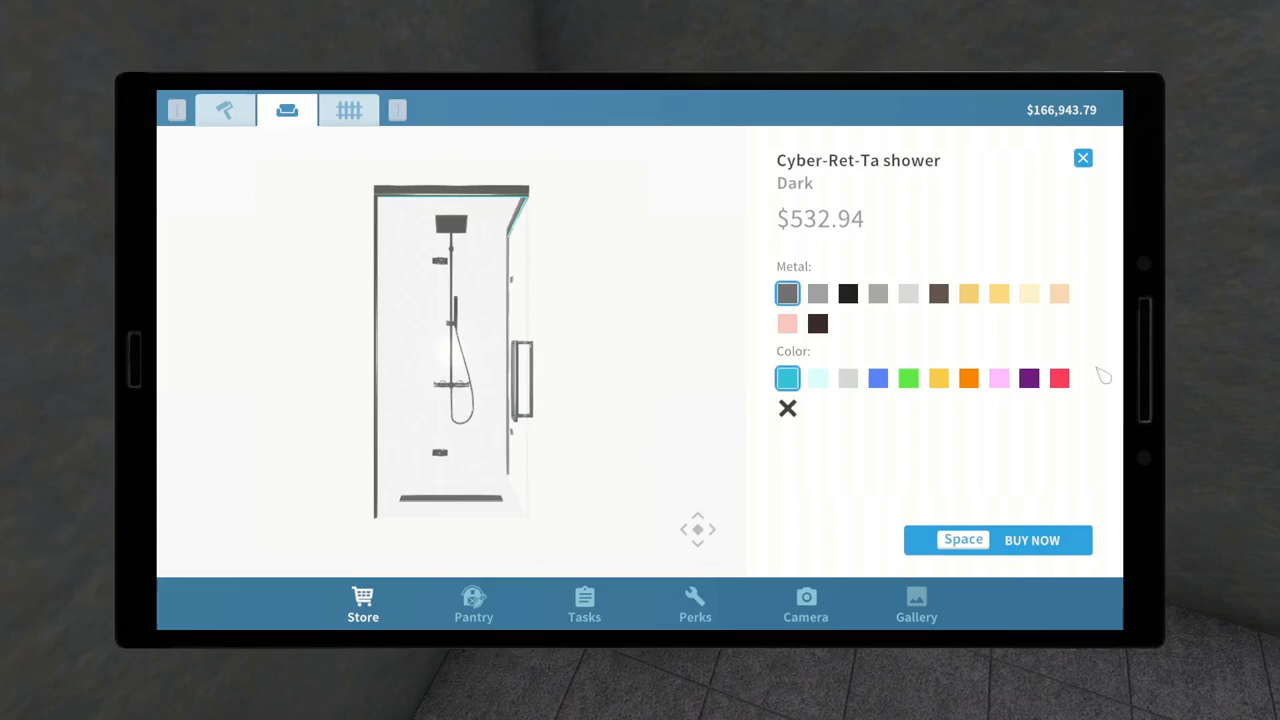 $166,943.79
Cyber-Ret-Ta shower
Dark
$532.94
Metal:
Color:
Space BUY NOW
Store Pantry Tasks Perks Camera Gallery